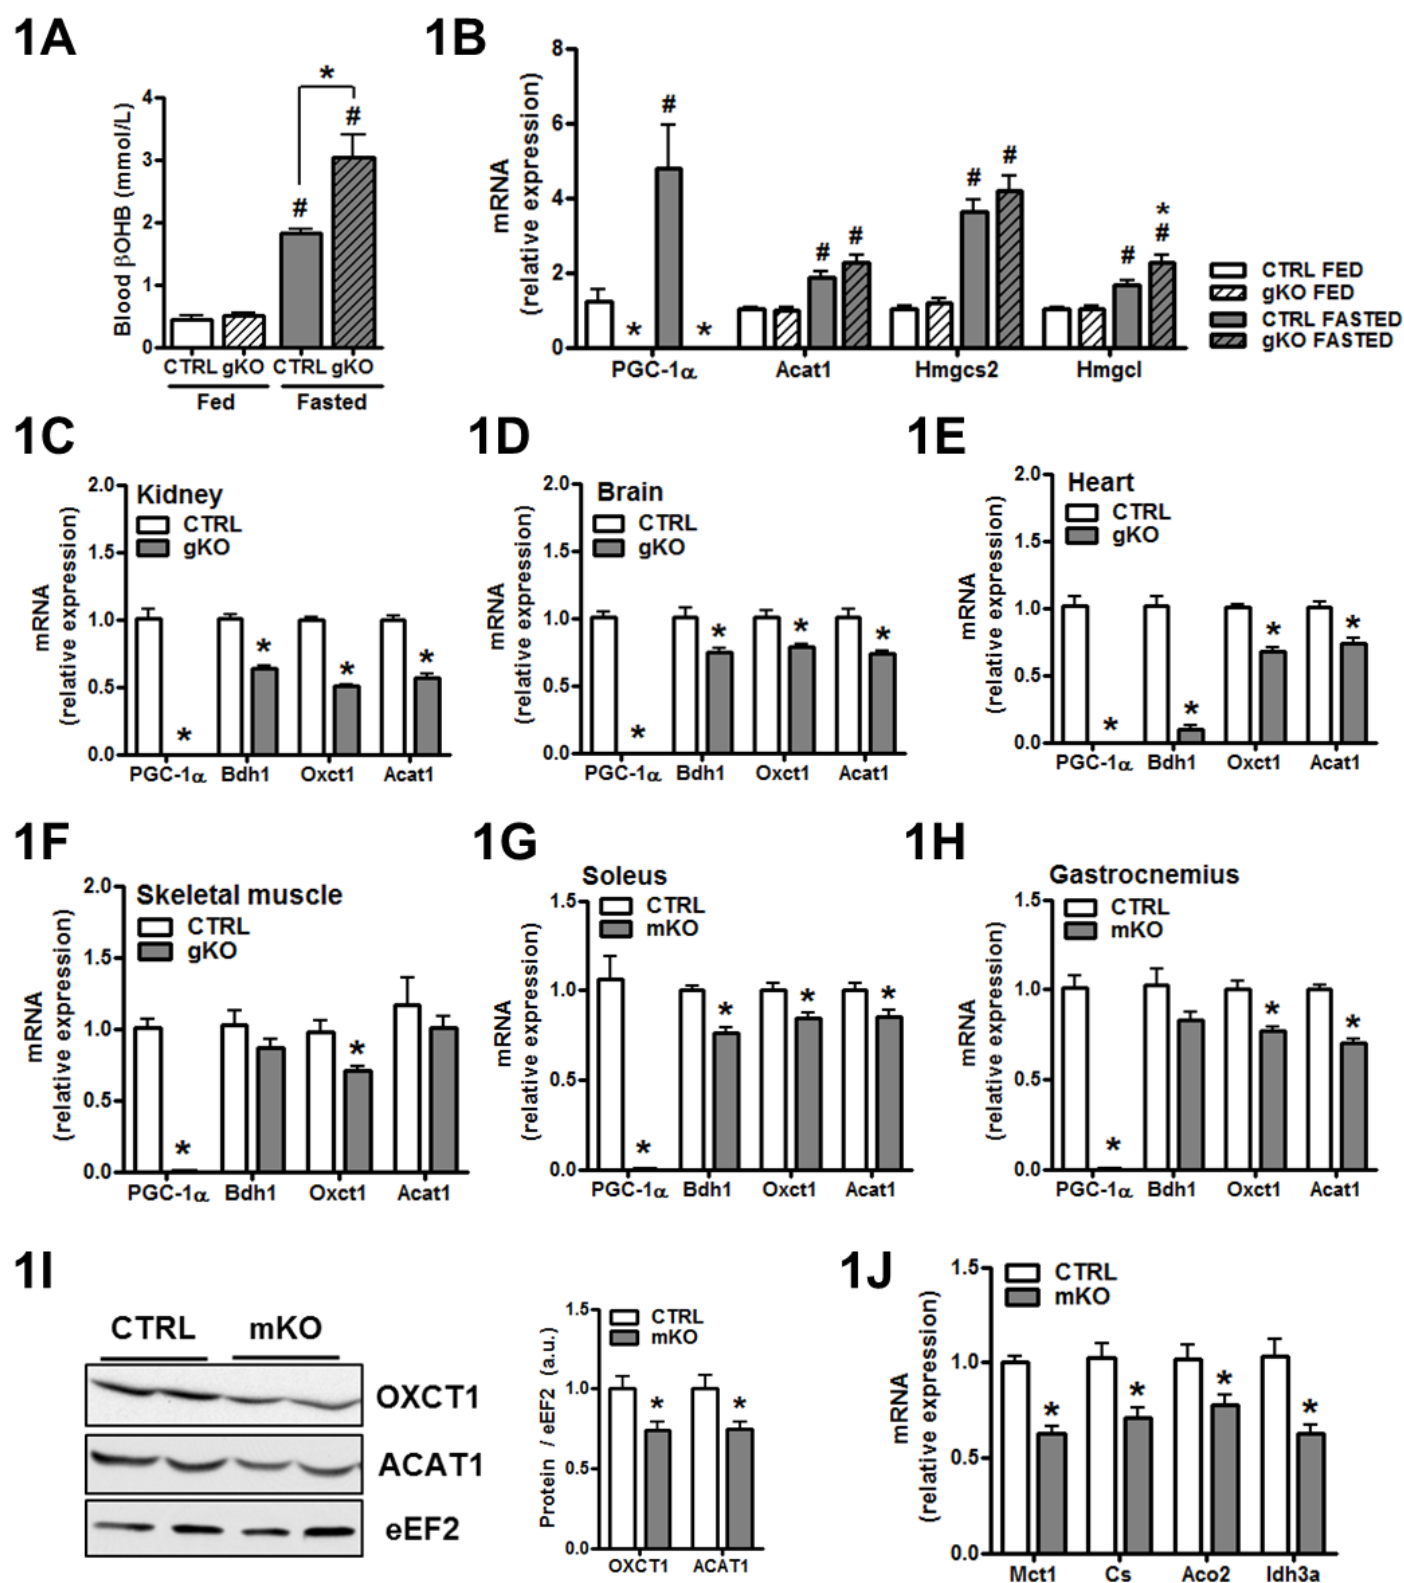 1A
Blood βOHB (mmol/L)
4
3
2
1
0
*
#
#
CTRL gKO CTRL gKO
Fed Fasted
1B
mRNA
(relative expression)
8
6
4
2
0
# * *
# #
# #
# * #
PGC-1α Acat1 Hmgcs2 Hmgcl
CTRL FED
gKO FED
CTRL FASTED
gKO FASTED
1C
Kidney
CTRL
gKO
mRNA
(relative expression)
2.0
1.5
1.0
0.5
0.0
* * * *
PGC-1α Bdh1 Oxct1 Acat1
1D
Brain
CTRL
gKO
mRNA
(relative expression)
2.0
1.5
1.0
0.5
0.0
* * * *
PGC-1α Bdh1 Oxct1 Acat1
1E
Heart
CTRL
gKO
mRNA
(relative expression)
2.0
1.5
1.0
0.5
0.0
* * * *
PGC-1α Bdh1 Oxct1 Acat1
1F
Skeletal muscle
CTRL
gKO
mRNA
(relative expression)
2.0
1.5
1.0
0.5
0.0
* *
PGC-1α Bdh1 Oxct1 Acat1
1G
Soleus
CTRL
mKO
mRNA
(relative expression)
1.5
1.0
0.5
0.0
* * * *
PGC-1α Bdh1 Oxct1 Acat1
1H
Gastrocnemius
CTRL
mKO
mRNA
(relative expression)
1.5
1.0
0.5
0.0
* * *
PGC-1α Bdh1 Oxct1 Acat1
1I
CTRL mKO
OXCT1
ACAT1
eEF2
CTRL
mKO
Protein / eEF2 (a.u.)
1.5
1.0
0.5
0.0
* *
OXCT1 ACAT1
1J
CTRL
mKO
mRNA
(relative expression)
1.5
1.0
0.5
0.0
* * * *
Mct1 Cs Aco2 Idh3a